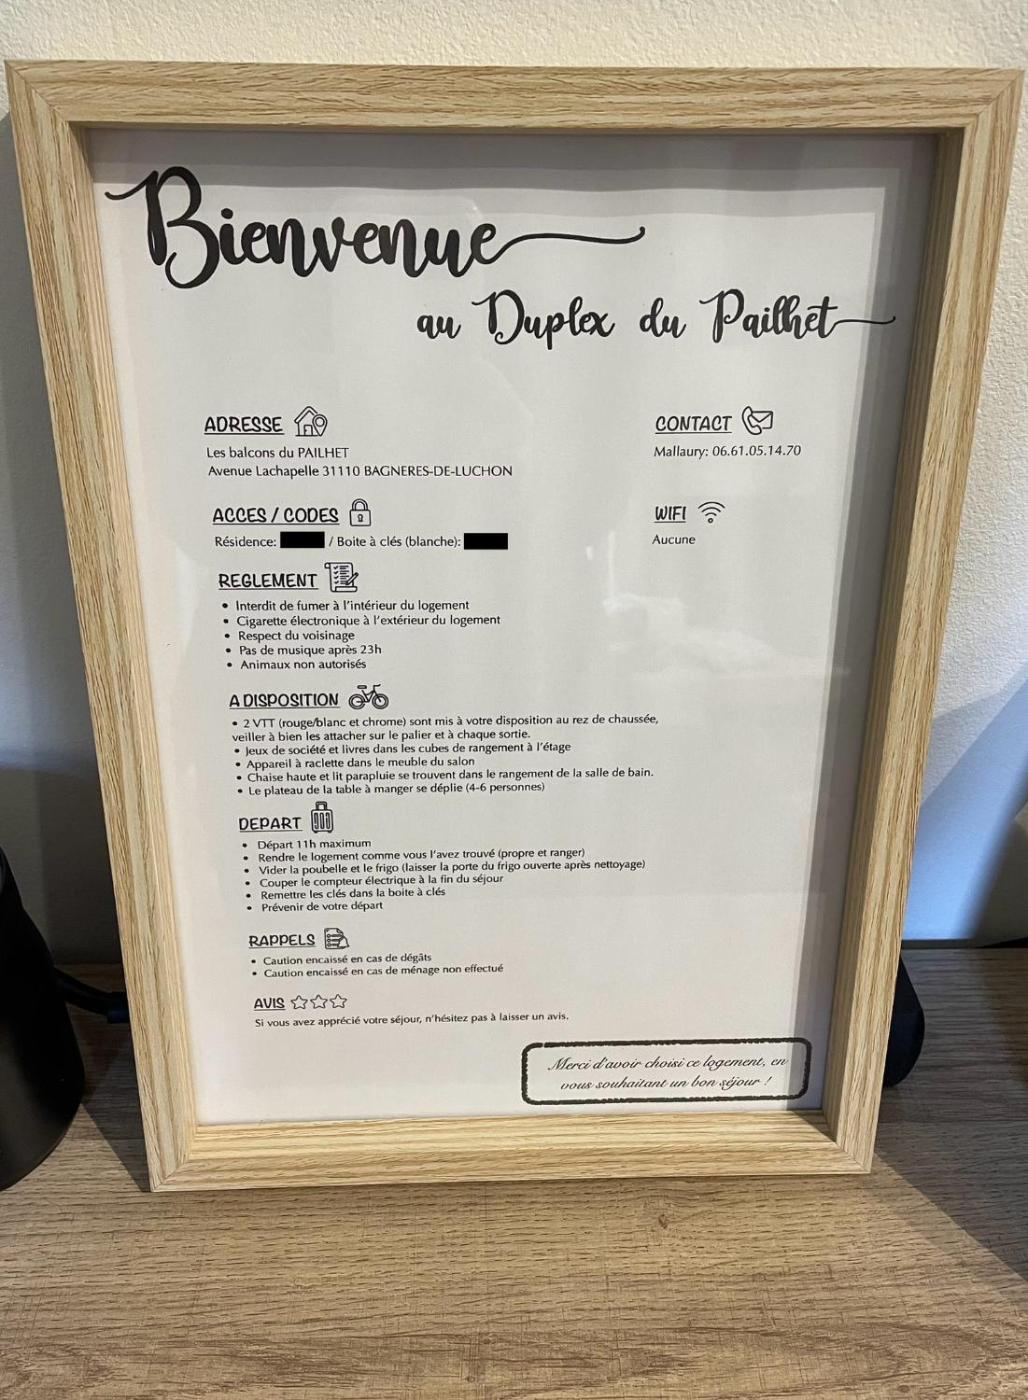 Bienvenue
au Duplex du Pailhet
ADRESSE
Les balcons du PAILHET
Avenue Lachapelle 31110 BAGNERES-DE-LUCHON
CONTACT
Mallaury: 06.61.05.14.70
ACCES / CODES
Résidence: / Boite à clés (blanche):
WIFI
Aucune
REGLEMENT
• Interdit de fumer à l'intérieur du logement
• Cigarette électronique à l'extérieur du logement
• Respect du voisinage
• Pas de musique après 23h
• Animaux non autorisés
A DISPOSITION
• 2 VTT (rouge/blanc et chrome) sont mis à votre disposition au rez de chaussée,
veiller à bien les attacher sur le palier et à chaque sortie.
• Jeux de société et livres dans les cubes de rangement à l'étage
• Appareil à raclette dans le meuble du salon
• Chaise haute et lit parapluie se trouvent dans le rangement de la salle de bain.
• Le plateau de la table à manger se déplie (4-6 personnes)
DEPART
• Départ 11h maximum
• Rendre le logement comme vous l'avez trouvé (propre et ranger)
• Vider la poubelle et le frigo (laisser la porte du frigo ouverte après nettoyage)
• Couper le compteur électrique à la fin du séjour
• Remettre les clés dans la boite à clés
• Prévenir de votre départ
RAPPELS
• Caution encaissé en cas de dégâts
• Caution encaissé en cas de ménage non effectué
AVIS
Si vous avez apprécié votre séjour, n'hésitez pas à laisser un avis.
Merci d'avoir choisi ce logement, en
vous souhaitant un bon séjour !